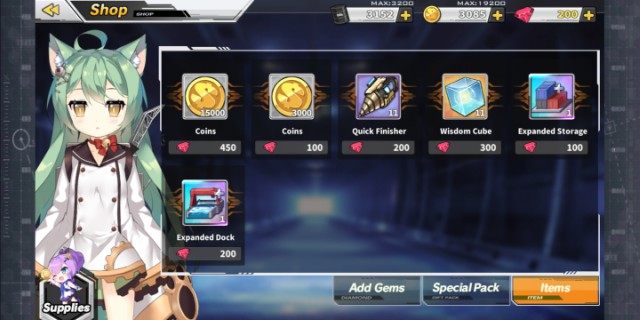 Shop
SHOP
MAX:3200
3152
MAX:19200
3085
200
15000
Coins
450
3000
Coins
100
11
Quick Finisher
200
11
Wisdom Cube
300
1
Expanded Storage
100
1
Expanded Dock
200
Supplies
Add Gems
DIAMOND
Special Pack
GIFT PACK
Items
ITEM